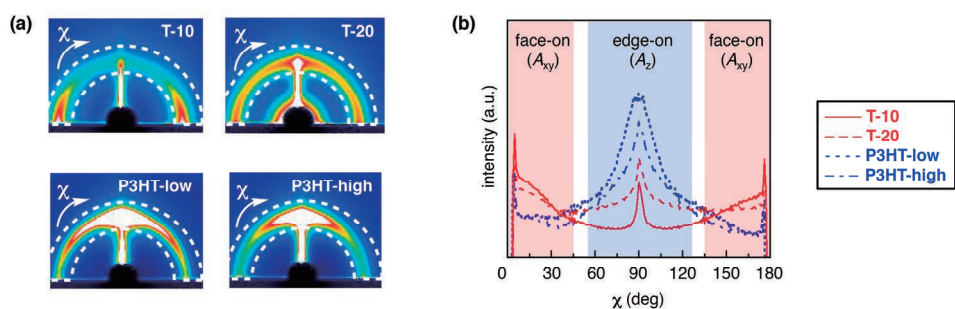 (a)
χ
T-10
χ
T-20
χ
P3HT-low
χ
P3HT-high
(b)
face-on
(Axy)
edge-on
(Az)
face-on
(Axy)
intensity (a.u.)
0 30 60 90 120 150 180
χ (deg)
T-10
T-20
P3HT-low
P3HT-high